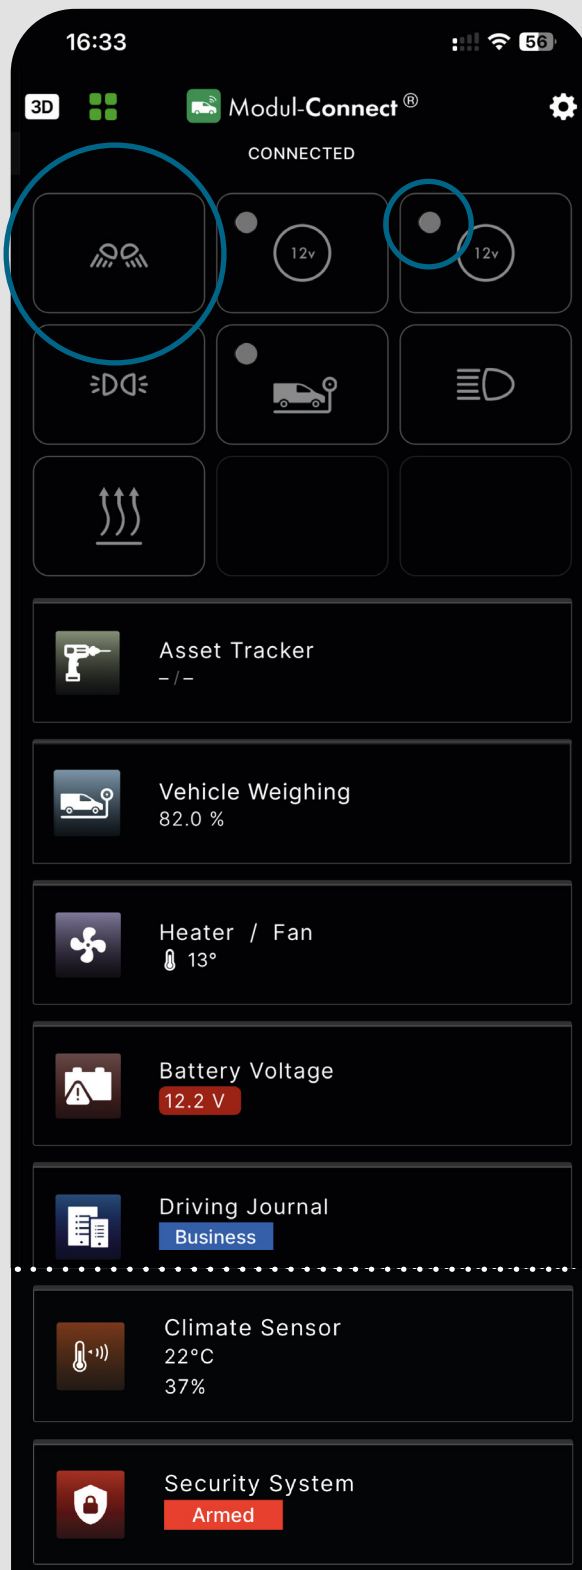 16:33
56
3D
Modul-Connect®
CONNECTED
12v
12v
Asset Tracker
– / –
Vehicle Weighing
82.0 %
Heater / Fan
13°
Battery Voltage
12.2 V
Driving Journal
Business
Climate Sensor
22°C
37%
Security System
Armed